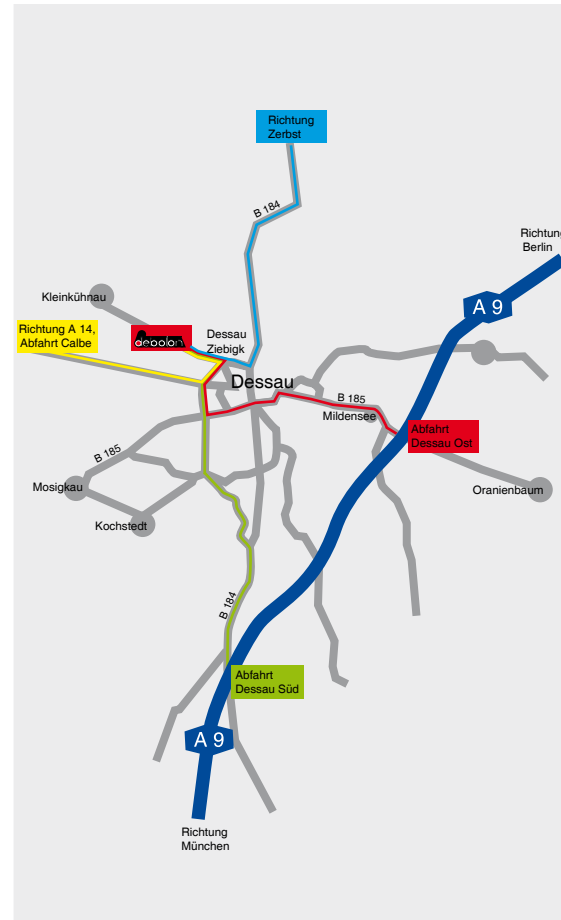 Richtung
Zerbst
B 184
Richtung
Berlin
A 9
Kleinkühnau
Richtung A 14,
Abfahrt Calbe
Dessau
Ziebigk
Dessau
B 185
Mildensee
Abfahrt
Dessau Ost
B 185
Mosigkau
Oranienbaum
Kochstedt
B 184
Abfahrt
Dessau Süd
A 9
Richtung
München